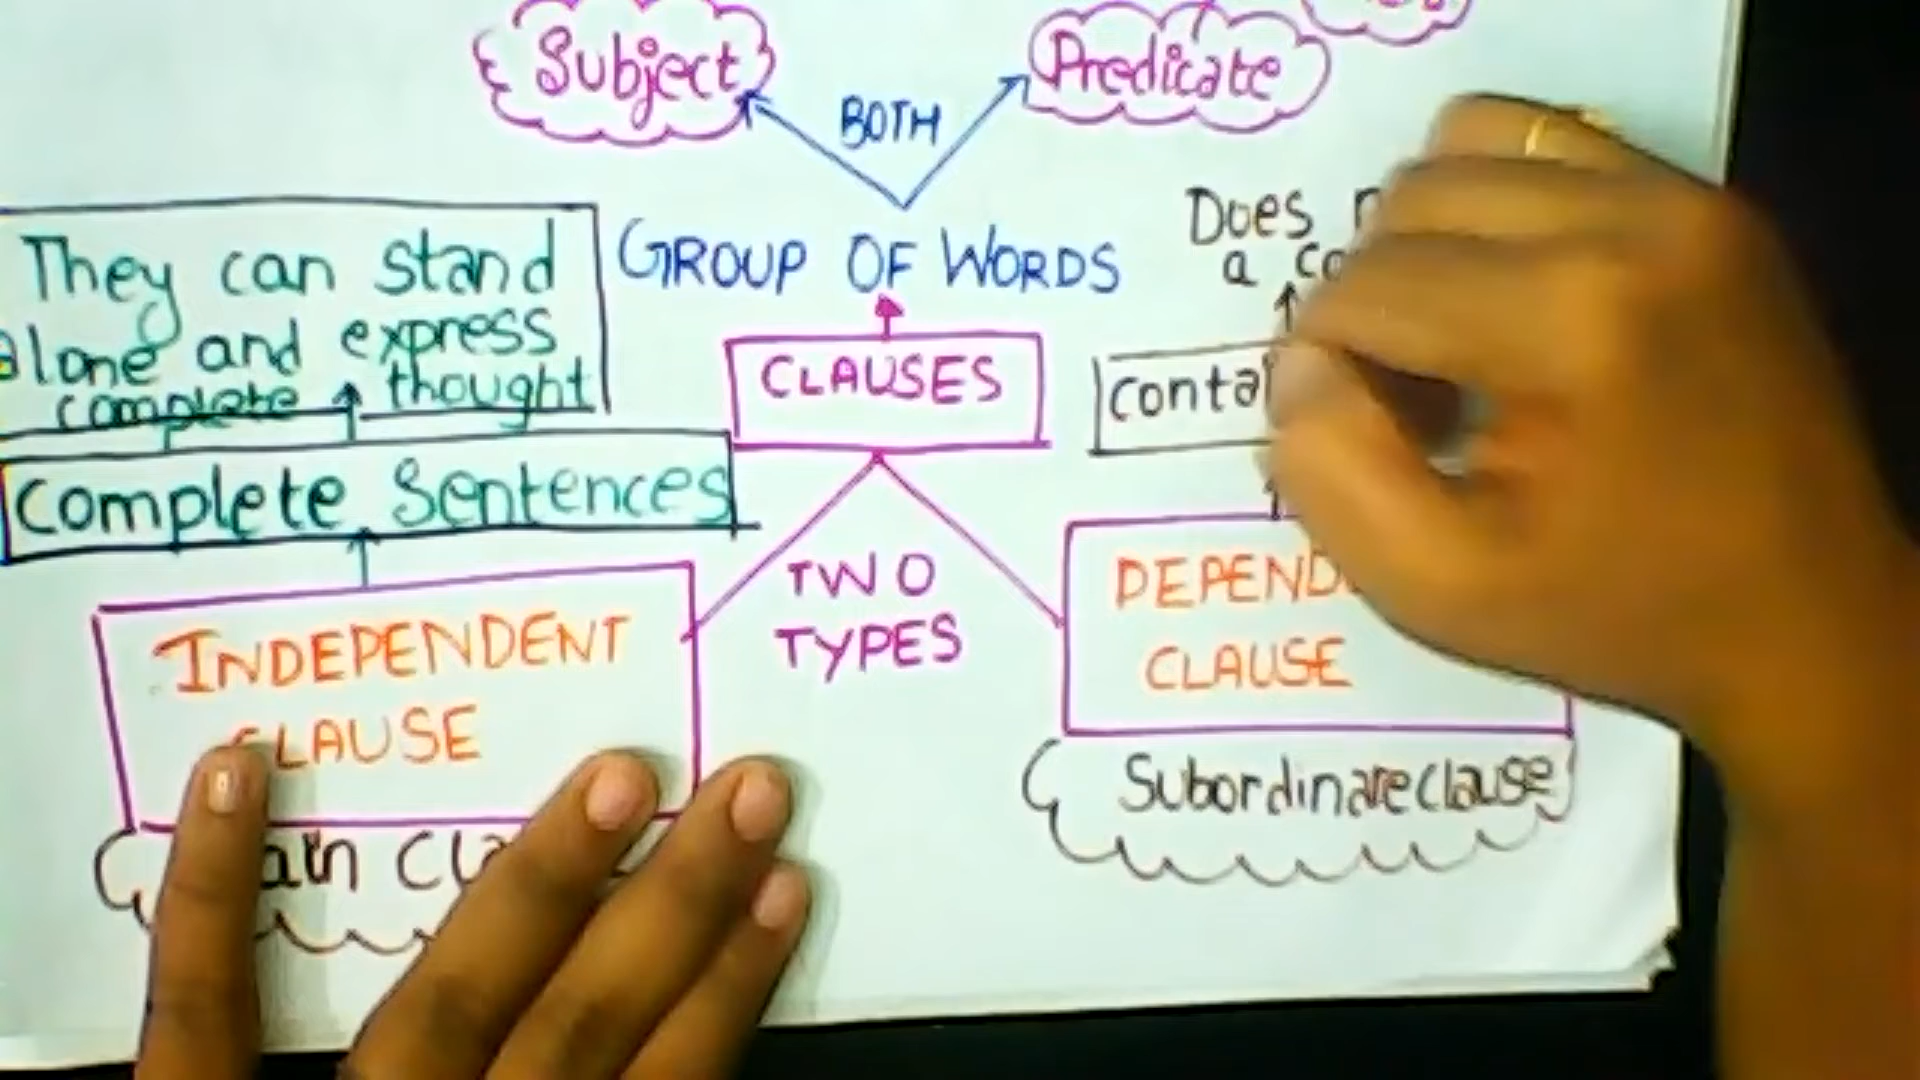 Subject
Predicate
BOTH
GROUP OF WORDS
They can stand
alone and express
complete thought
Does
a
CLAUSES
Complete Sentences
TWO
TYPES
INDEPENDENT
CLAUSE
CLAUSE
Subordinate clause